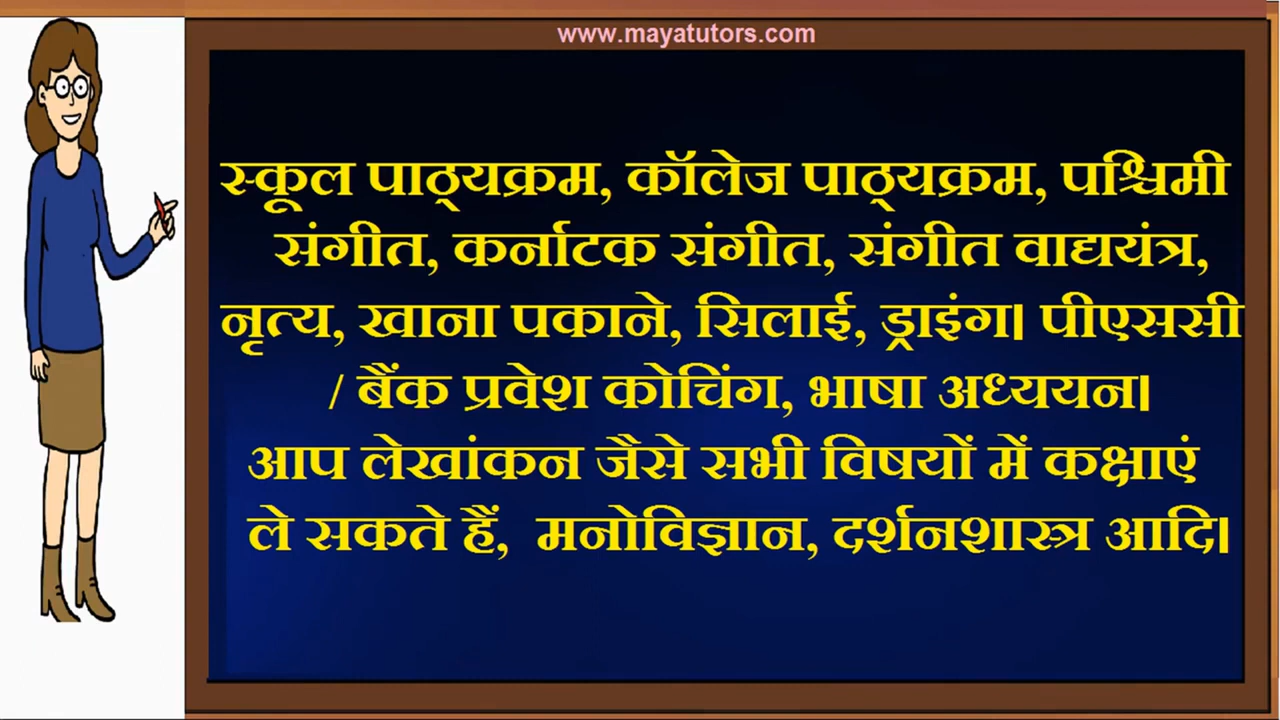 www.mayatutors.com
स्कूल पाठ्यक्रम, कॉलेज पाठ्यक्रम, पश्चिमी
संगीत, कर्नाटक संगीत, संगीत वाद्ययंत्र,
नृत्य, खाना पकाने, सिलाई, ड्राइंग। पीएससी
/ बैंक प्रवेश कोचिंग, भाषा अध्ययन।
आप लेखांकन जैसे सभी विषयों में कक्षाएं
ले सकते हैं, मनोविज्ञान, दर्शनशास्त्र आदि।